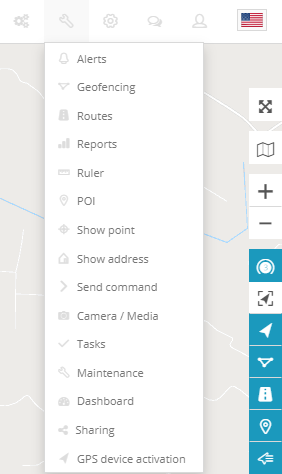 Alerts
Geofencing
Routes
Reports
Ruler
POI
Show point
Show address
Send command
Camera / Media
Tasks
Maintenance
Dashboard
Sharing
GPS device activation